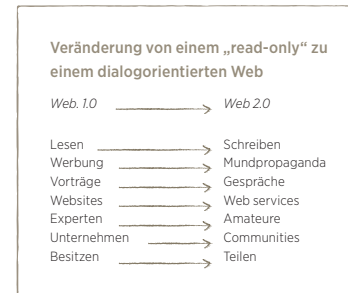 Veränderung von einem „read-only“ zu
einem dialogorientierten Web
Web. 1.0 Web 2.0
Lesen Schreiben
Werbung Mundpropaganda
Vorträge Gespräche
Websites Web services
Experten Amateure
Unternehmen Communities
Besitzen Teilen